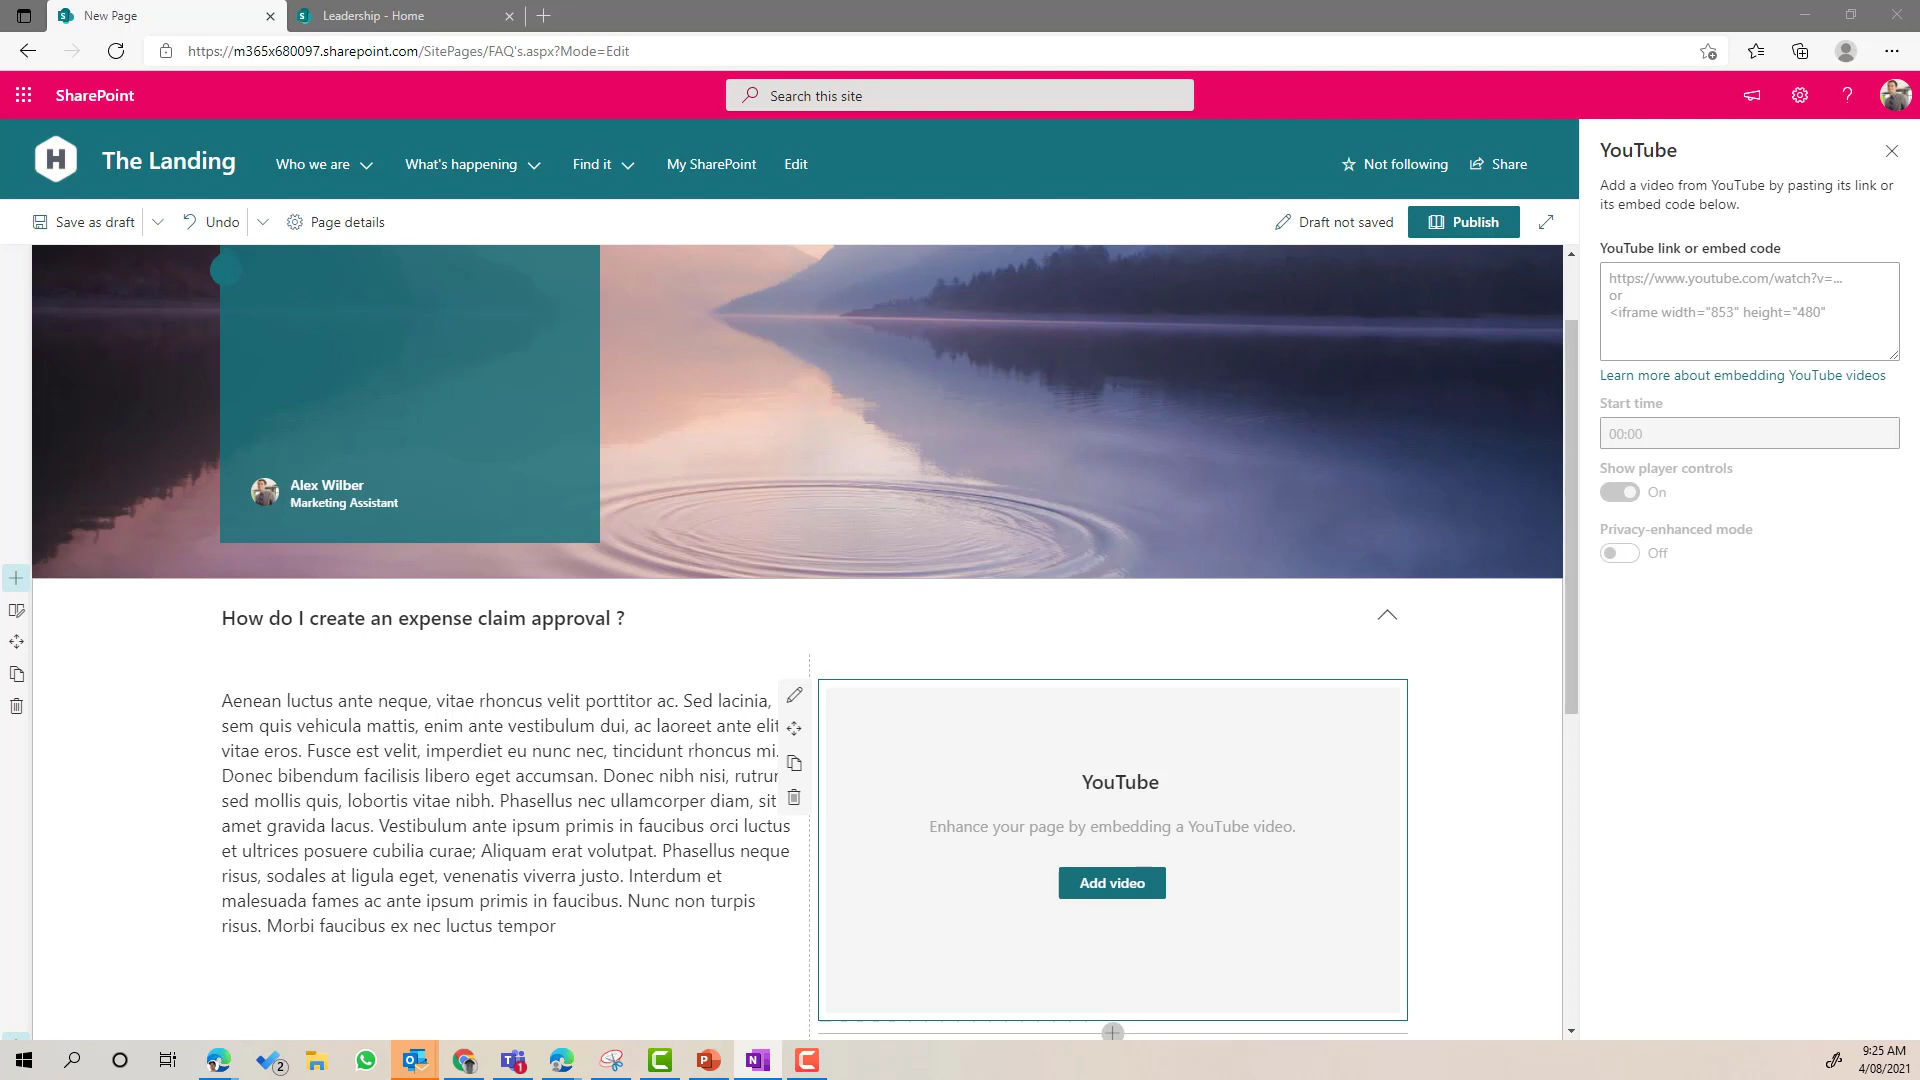 New Page
Leadership - Home
https://m365x680097.sharepoint.com/SitePages/FAQ's.aspx?Mode=Edit
SharePoint
Search this site
H
The Landing
Who we are
What's happening
Find it
My SharePoint
Edit
Not following
Share
Save as draft
Undo
Page details
Draft not saved
Publish
Alex Wilber
Marketing Assistant
How do I create an expense claim approval ?
Aenean luctus ante neque, vitae rhoncus velit porttitor ac. Sed lacinia,
sem quis vehicula mattis, enim ante vestibulum dui, ac laoreet ante elit
vitae eros. Fusce est velit, imperdiet eu nunc nec, tincidunt rhoncus mi.
Donec bibendum facilisis libero eget accumsan. Donec nibh nisi, rutrum
sed mollis quis, lobortis vitae nibh. Phasellus nec ullamcorper diam, sit
amet gravida lacus. Vestibulum ante ipsum primis in faucibus orci luctus
et ultrices posuere cubilia curae; Aliquam erat volutpat. Phasellus neque
risus, sodales at ligula eget, venenatis viverra justo. Interdum et
malesuada fames ac ante ipsum primis in faucibus. Nunc non turpis
risus. Morbi faucibus ex nec luctus tempor
YouTube
Enhance your page by embedding a YouTube video.
Add video
YouTube
Add a video from YouTube by pasting its link or
its embed code below.
YouTube link or embed code
https://www.youtube.com/watch?v=...
or
<iframe width="853" height="480"
Learn more about embedding YouTube videos
Start time
00:00
Show player controls
On
Privacy-enhanced mode
Off
2
1
9:25 AM
4/08/2021